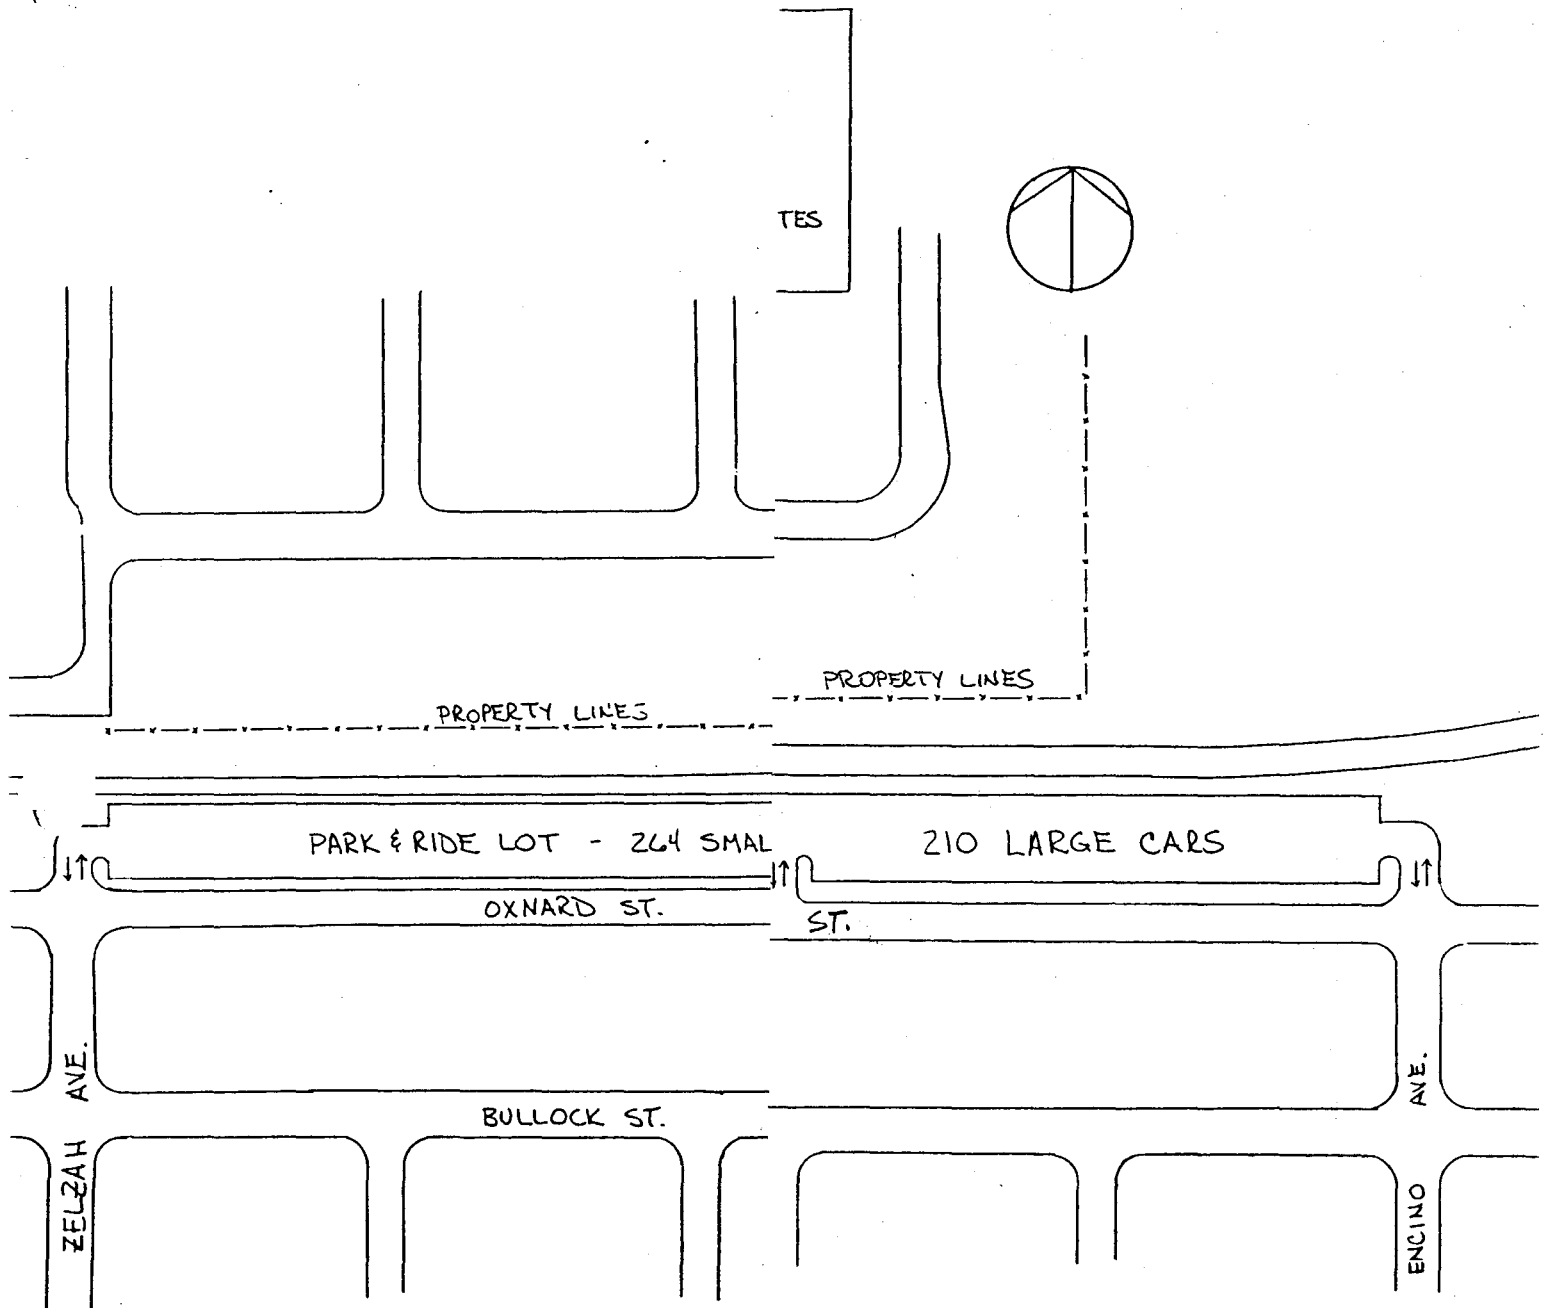 TES
PROPERTY LINES
PROPERTY LINES
PARK & RIDE LOT - 264 SMAL
210 LARGE CARS
OXNARD ST.
ST.
BULLOCK ST.
ZELZAH AVE.
ENCINO AVE.